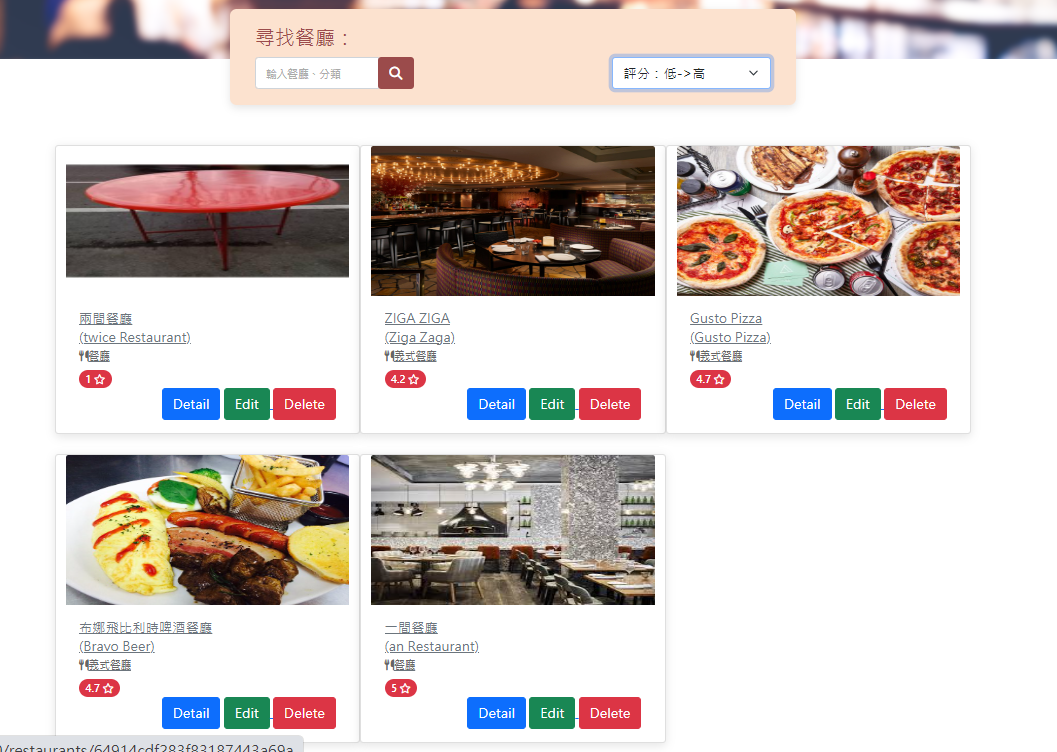 尋找餐廳：
輸入餐廳、分類
評分：低->高
兩間餐廳
(twice Restaurant)
餐廳
1
Detail Edit Delete
ZIGA ZIGA
(Ziga Zaga)
義式餐廳
4.2
Detail Edit Delete
Gusto Pizza
(Gusto Pizza)
義式餐廳
4.7
Detail Edit Delete
布娜飛比利時啤酒餐廳
(Bravo Beer)
義式餐廳
4.7
Detail Edit Delete
一間餐廳
(an Restaurant)
餐廳
5
Detail Edit Delete
0/restaurants/64914cdf283f83187443a69a